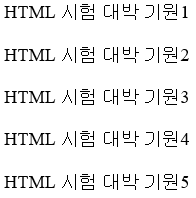 HTML 시험 대박 기원1
HTML 시험 대박 기원2
HTML 시험 대박 기원3
HTML 시험 대박 기원4
HTML 시험 대박 기원5